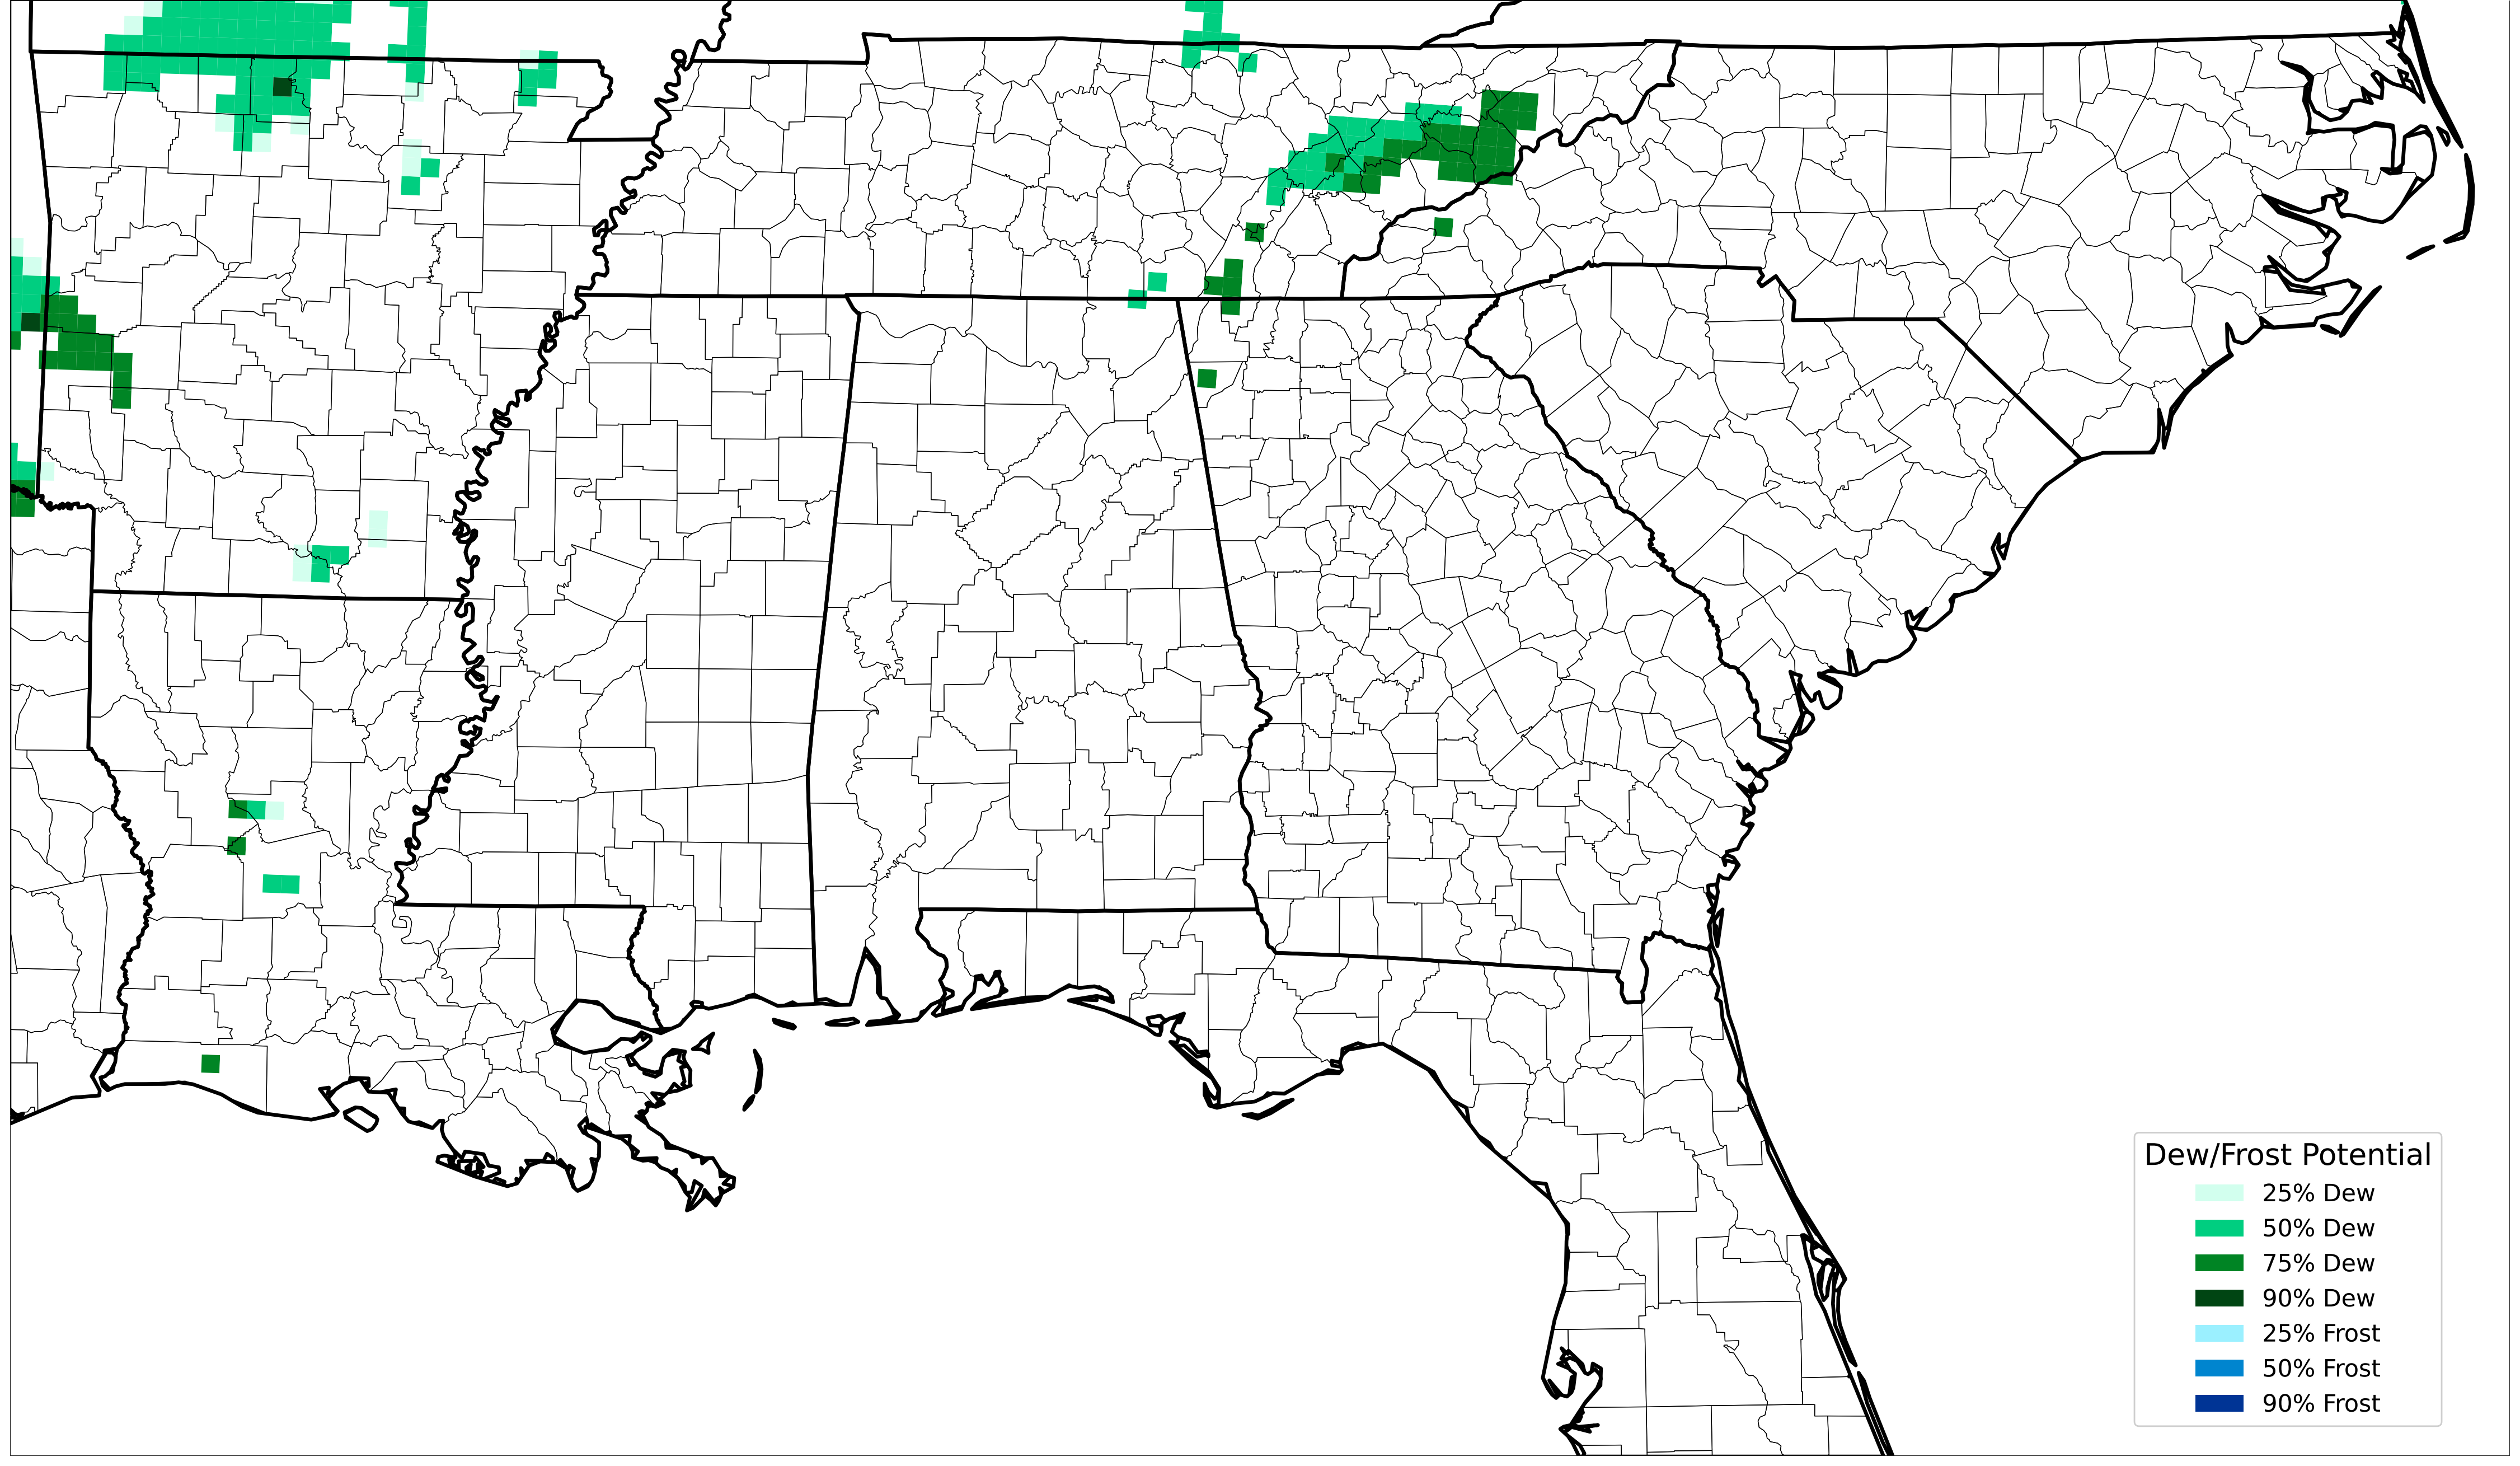 Dew/Frost Potential
25% Dew
50% Dew
75% Dew
90% Dew
25% Frost
50% Frost
90% Frost